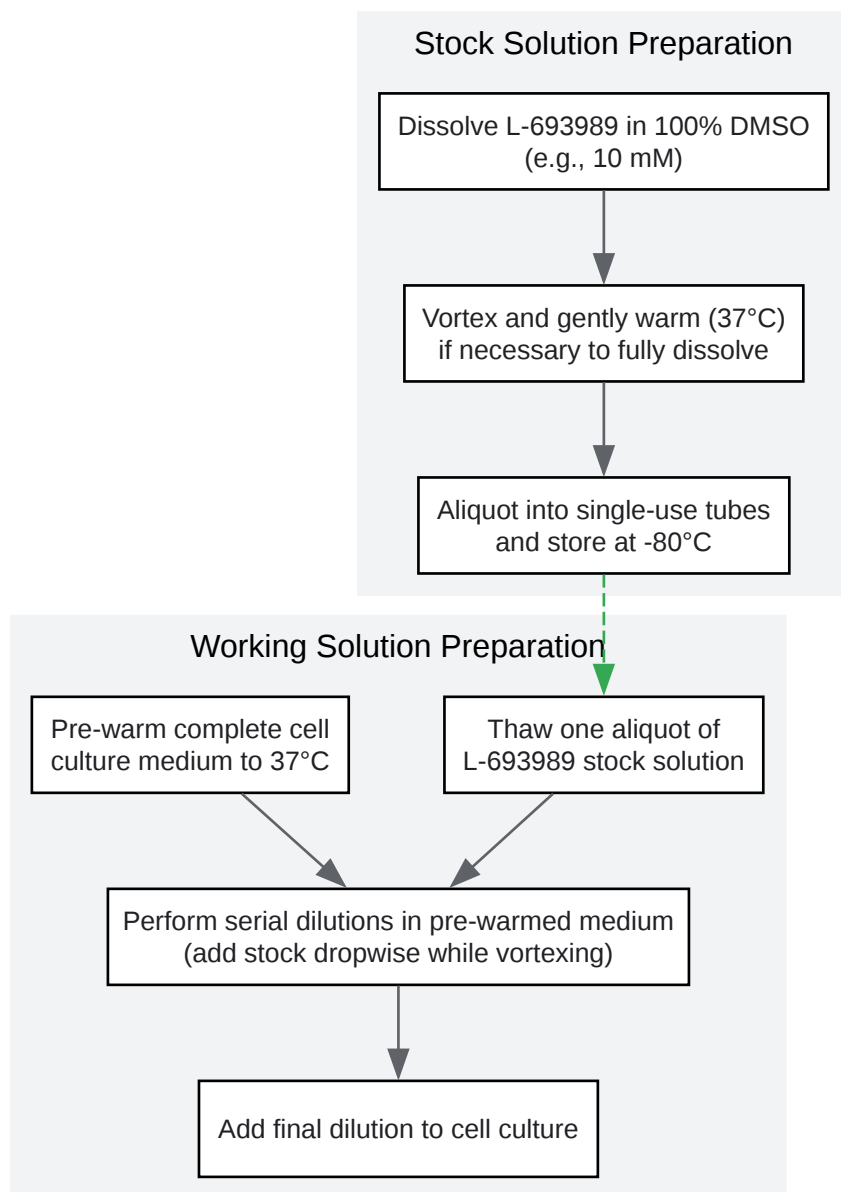 Stock Solution Preparation
Dissolve L-693989 in 100% DMSO
(e.g., 10 mM)
Vortex and gently warm (37°C)
if necessary to fully dissolve
Aliquot into single-use tubes
and store at -80°C
Working Solution Preparation
Pre-warm complete cell
culture medium to 37°C
Thaw one aliquot of
L-693989 stock solution
Perform serial dilutions in pre-warmed medium
(add stock dropwise while vortexing)
Add final dilution to cell culture